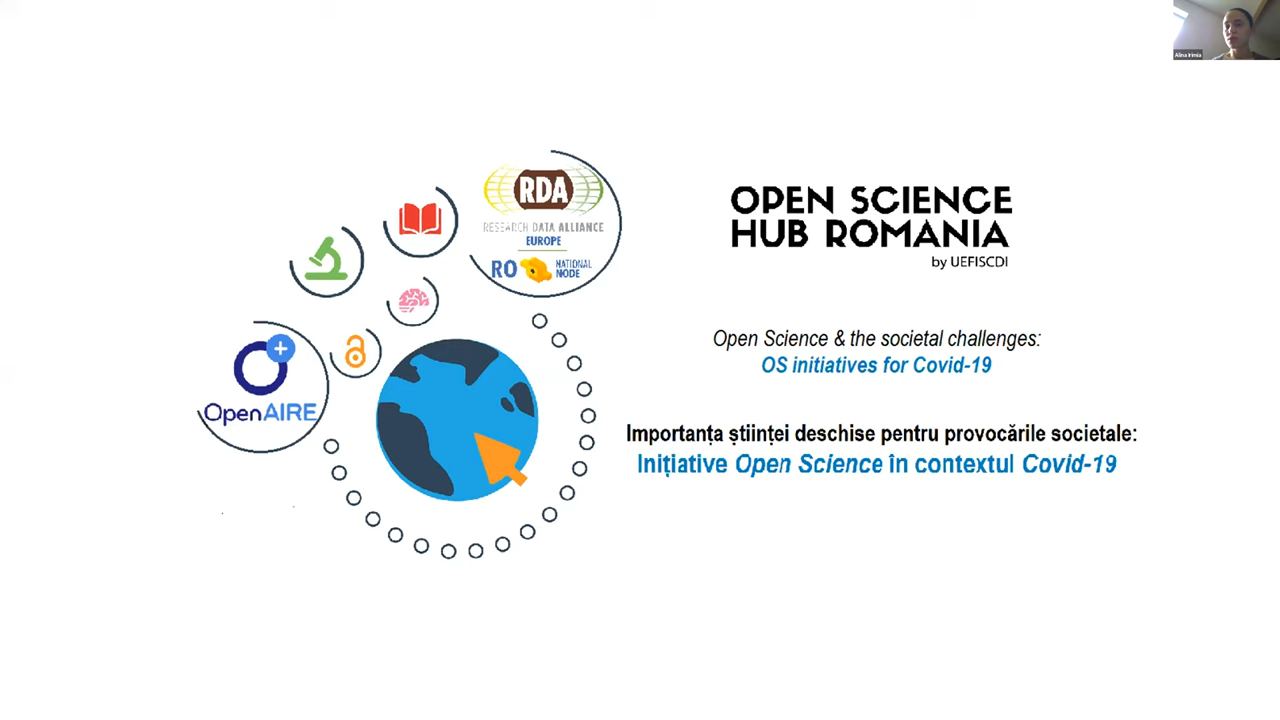 Alina Irimia
RDA
RESEARCH DATA ALLIANCE
EUROPE
RO
NATIONAL
NODE
OpenAIRE
OPEN SCIENCE
HUB ROMANIA
by UEFISCDI
Open Science & the societal challenges:
OS initiatives for Covid-19
Importanța științei deschise pentru provocările societale:
Inițiative Open Science în contextul Covid-19